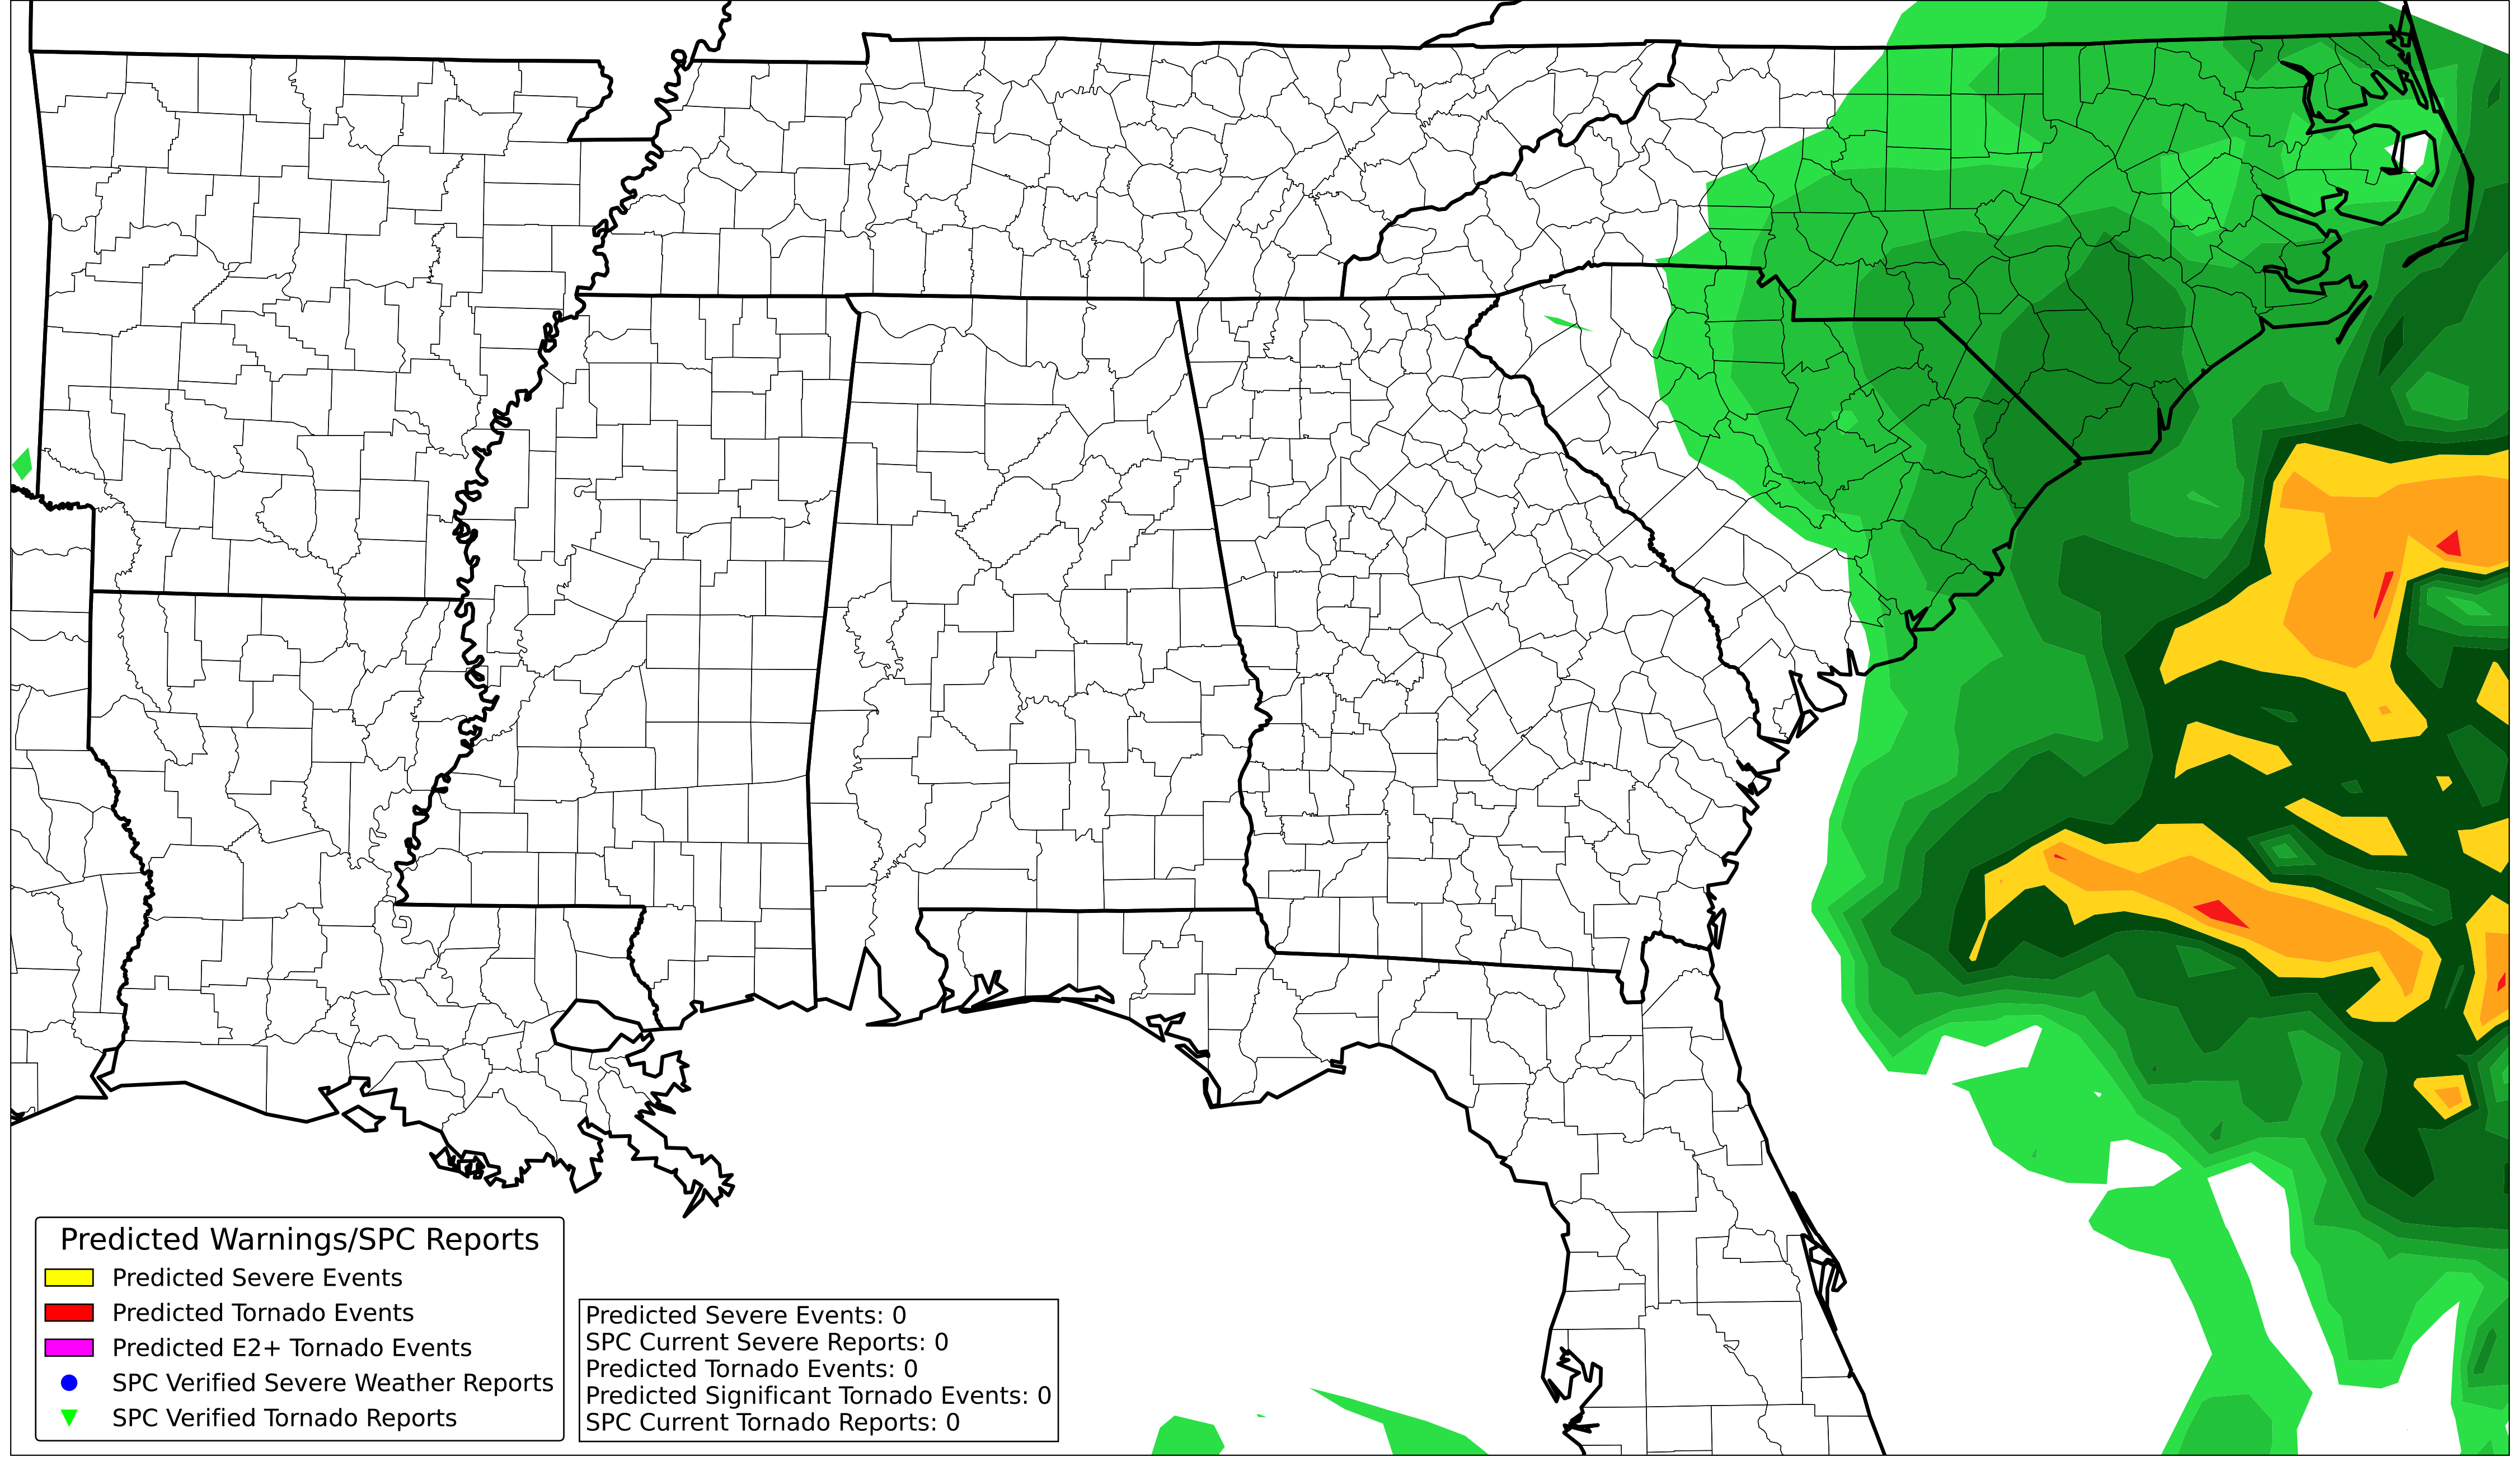 Predicted Warnings/SPC Reports
Predicted Severe Events
Predicted Tornado Events
Predicted E2+ Tornado Events
SPC Verified Severe Weather Reports
SPC Verified Tornado Reports
Predicted Severe Events: 0
SPC Current Severe Reports: 0
Predicted Tornado Events: 0
Predicted Significant Tornado Events: 0
SPC Current Tornado Reports: 0